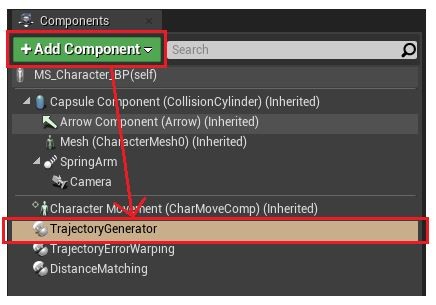 Components
+ Add Component
Search
MS_Character_BP(self)
Capsule Component (CollisionCylinder) (Inherited)
Arrow Component (Arrow) (Inherited)
Mesh (CharacterMesh0) (Inherited)
SpringArm
Camera
Character Movement (CharMoveComp) (Inherited)
TrajectoryGenerator
TrajectoryErrorWarping
DistanceMatching